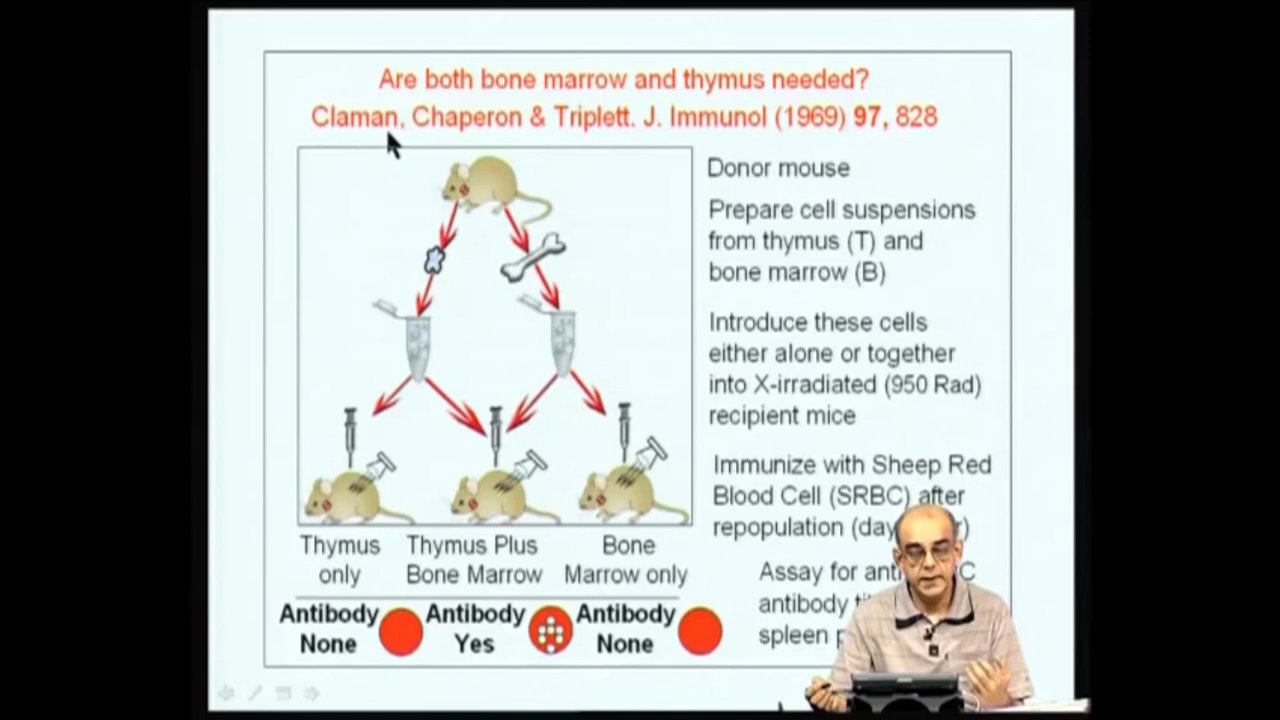 Are both bone marrow and thymus needed?
Claman, Chaperon & Triplett. J. Immunol (1969) 97, 828
Donor mouse
Prepare cell suspensions
from thymus (T) and
bone marrow (B)
Introduce these cells
either alone or together
into X-irradiated (950 Rad)
recipient mice
Immunize with Sheep Red
Blood Cell (SRBC) after
repopulation
Assay for
antibody
spleen
Thymus
only
Thymus Plus
Bone Marrow
Bone
Marrow only
Antibody
None
Antibody
Yes
Antibody
None